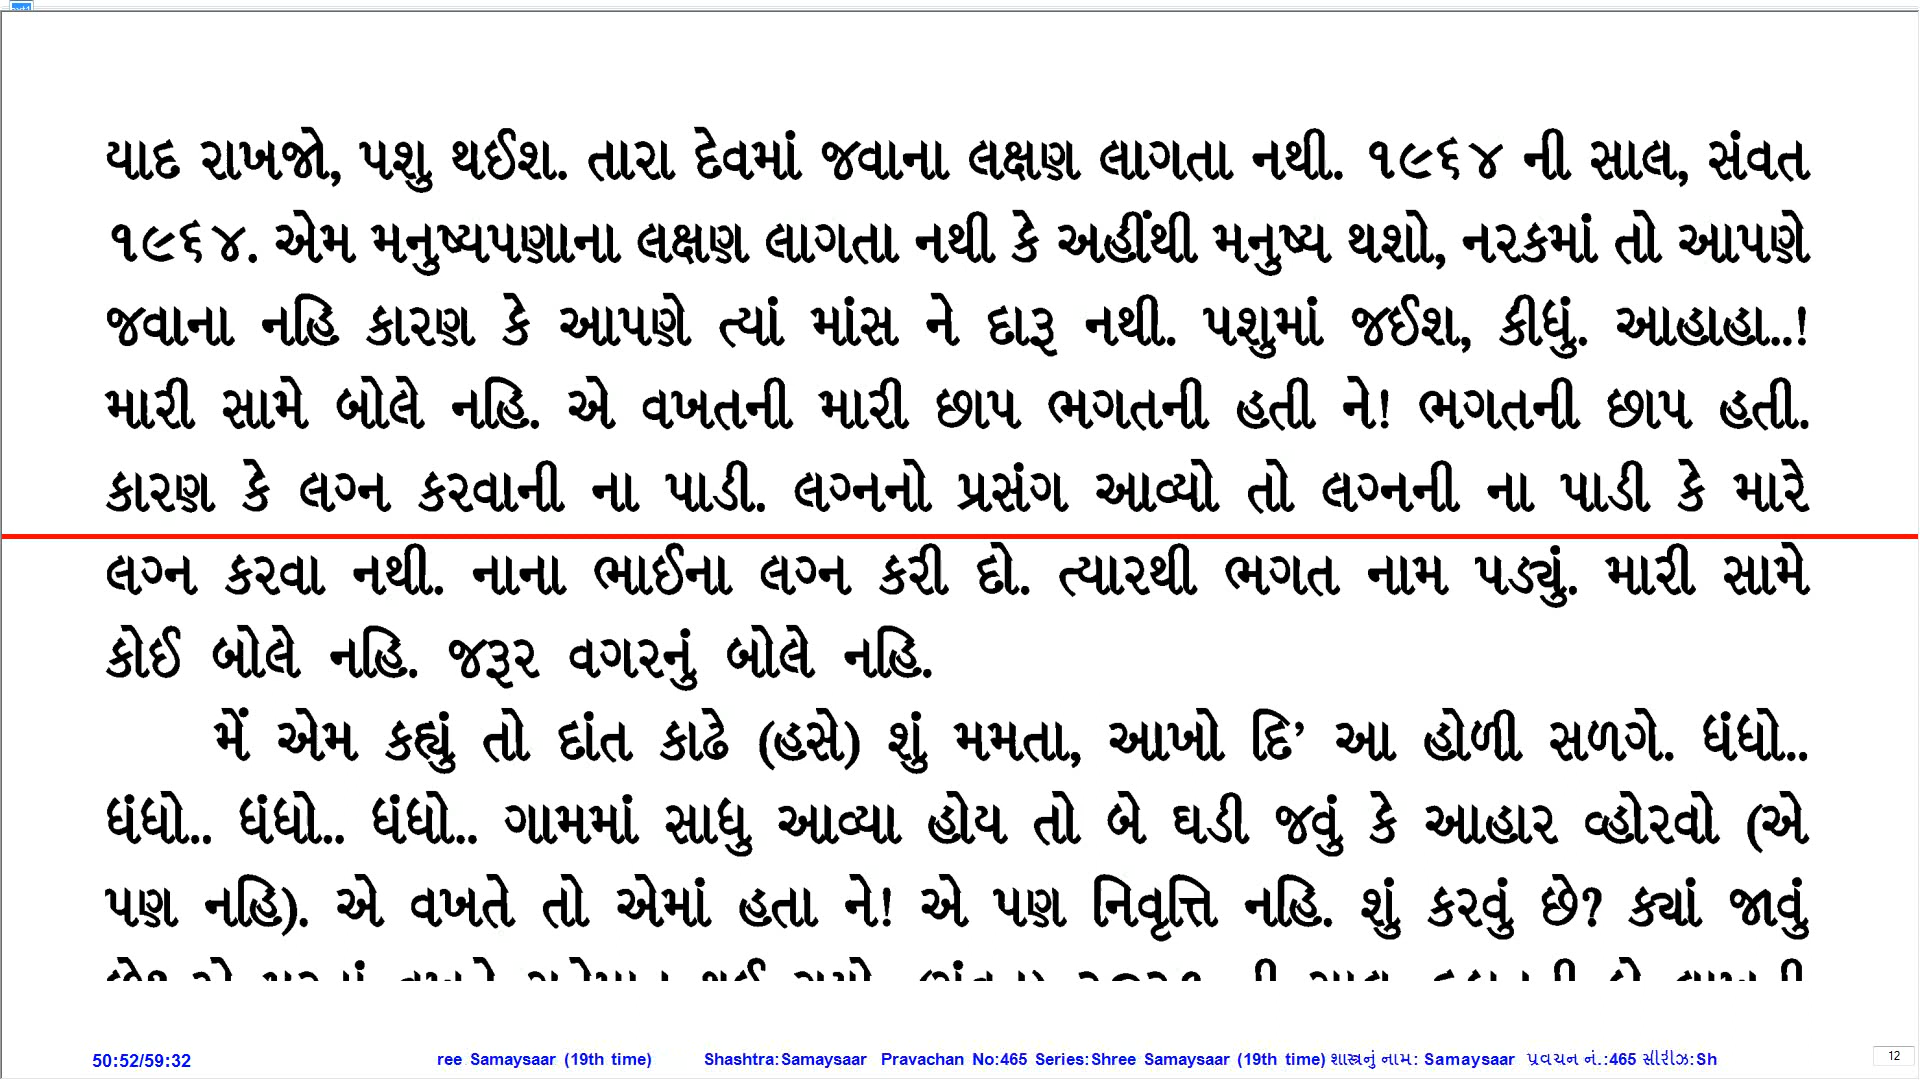 યાદ રાખજો, પશુ થઈશ. તારા દેવમાં જવાના લક્ષણ લાગતા નથી. ૧૯૬૪ ની સાલ, સંવત
૧૯૬૪. એમ મનુષ્યપણાના લક્ષણ લાગતા નથી કે અહીંથી મનુષ્ય થશો, નરકમાં તો આપણે
જવાના નહિ કારણ કે આપણે ત્યાં માંસ ને દારૂ નથી. પશુમાં જઈશ, કીધું. આહાહા..!
મારી સામે બોલે નહિ. એ વખતની મારી છાપ ભગતની હતી ને! ભગતની છાપ હતી.
કારણ કે લગ્ન કરવાની ના પાડી. લગ્નનો પ્રસંગ આવ્યો તો લગ્નની ના પાડી કે મારે
લગ્ન કરવા નથી. નાના ભાઈના લગ્ન કરી દો. ત્યારથી ભગત નામ પડ્યું. મારી સામે
કોઈ બોલે નહિ. જરૂર વગરનું બોલે નહિ.
મેં એમ કહ્યું તો દાંત કાઢે (હસે) શું મમતા, આખો દિ’ આ હોળી સળગે. ધંધો..
ધંધો.. ધંધો.. ધંધો.. ગામમાં સાધુ આવ્યા હોય તો બે ઘડી જવું કે આહાર વ્હોરવો (એ
પણ નહિ). એ વખતે તો એમાં હતા ને! એ પણ નિવૃત્તિ નહિ. શું કરવું છે? ક્યાં જાવું
50:52/59:32 ree Samaysaar (19th time) Shashtra:Samaysaar Pravachan No:465 Series:Shree Samaysaar (19th time) શાસ્ત્રનું નામ: Samaysaar પ્રવચન નં.:465 સીરીઝ:Sh 12